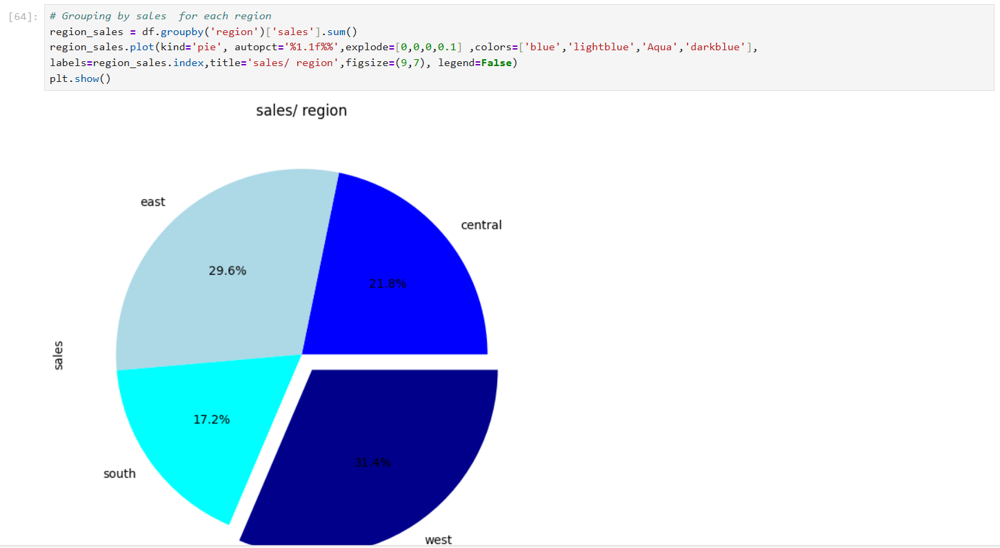 [64]:
# Grouping by sales  for each region
region_sales = df.groupby('region')['sales'].sum()
region_sales.plot(kind='pie', autopct='%1.1f%%',explode=[0,0,0,0.1] ,colors=['blue','lightblue','Aqua','darkblue'],
labels=region_sales.index,title='sales/ region',figsize=(9,7), legend=False)
plt.show()
sales/ region
east
central
29.6%
21.8%
sales
17.2%
31.4%
south
west